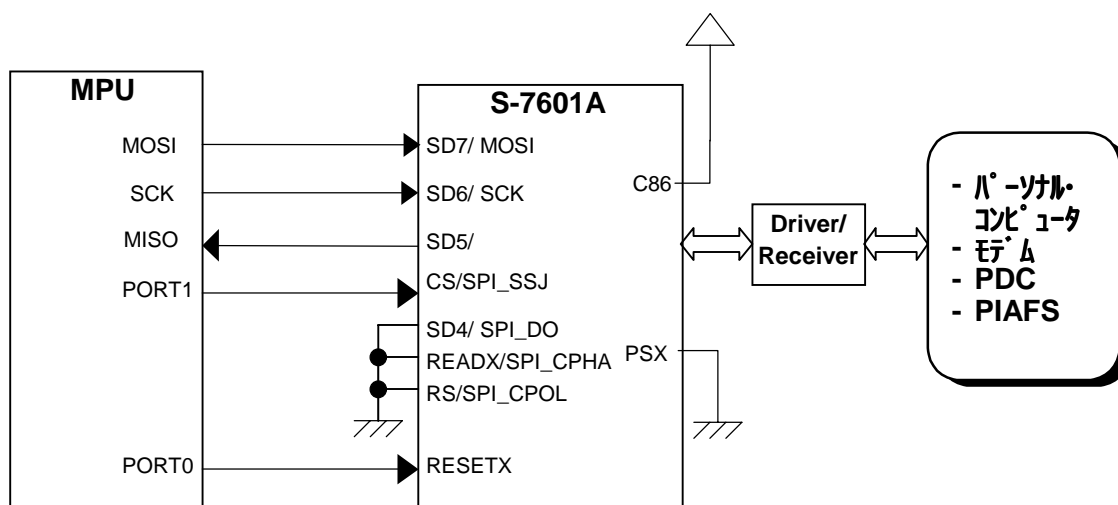 MPU
MOSI
SCK
MISO
PORT1
PORT0
S-7601A
SD7/ MOSI
SD6/ SCK
SD5/
CS/SPI_SSJ
SD4/ SPI_DO
READX/SPI_CPHA
RS/SPI_CPOL
RESETX
C86
PSX
Driver/
Receiver
- ﾊﾟｰｿﾅﾙ･
ｺﾝﾋﾟｭｰﾀ
- ﾓﾃﾞﾑ
- PDC
- PIAFS